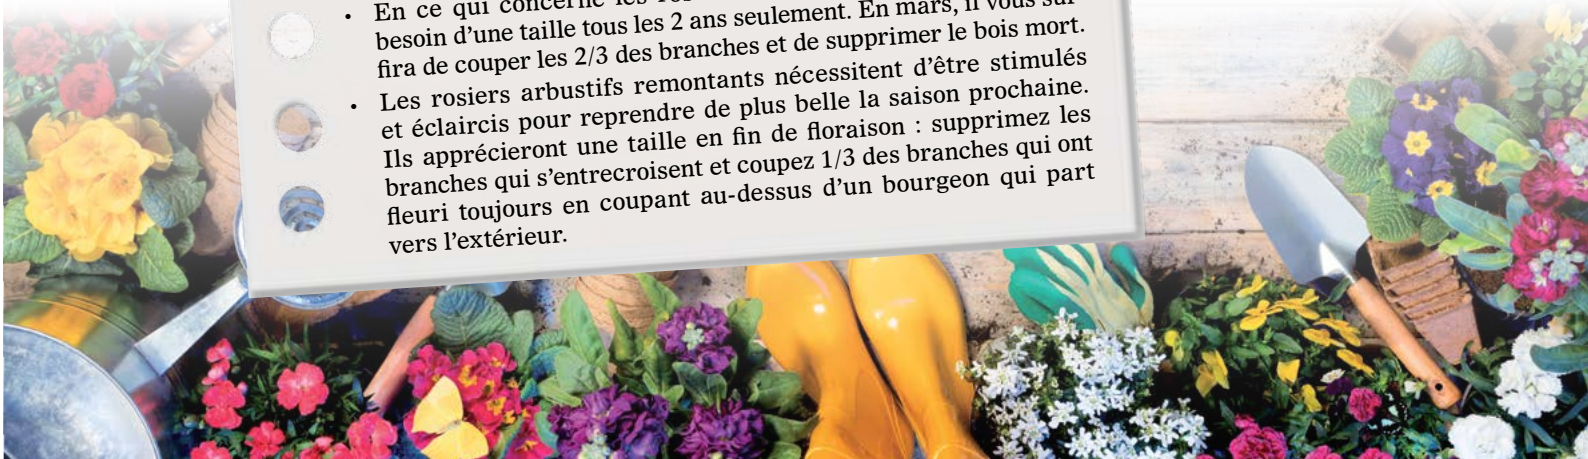 • En ce qui concerne les
besoin d'une taille tous les 2 ans seulement. En mars, il vous suf-
fira de couper les 2/3 des branches et de supprimer le bois mort.
• Les rosiers arbustifs remontants nécessitent d'être stimulés
et éclaircis pour reprendre de plus belle la saison prochaine.
Ils apprécieront une taille en fin de floraison : supprimez les
branches qui s'entrecroisent et coupez 1/3 des branches qui ont
fleuri toujours en coupant au-dessus d'un bourgeon qui part
vers l'extérieur.